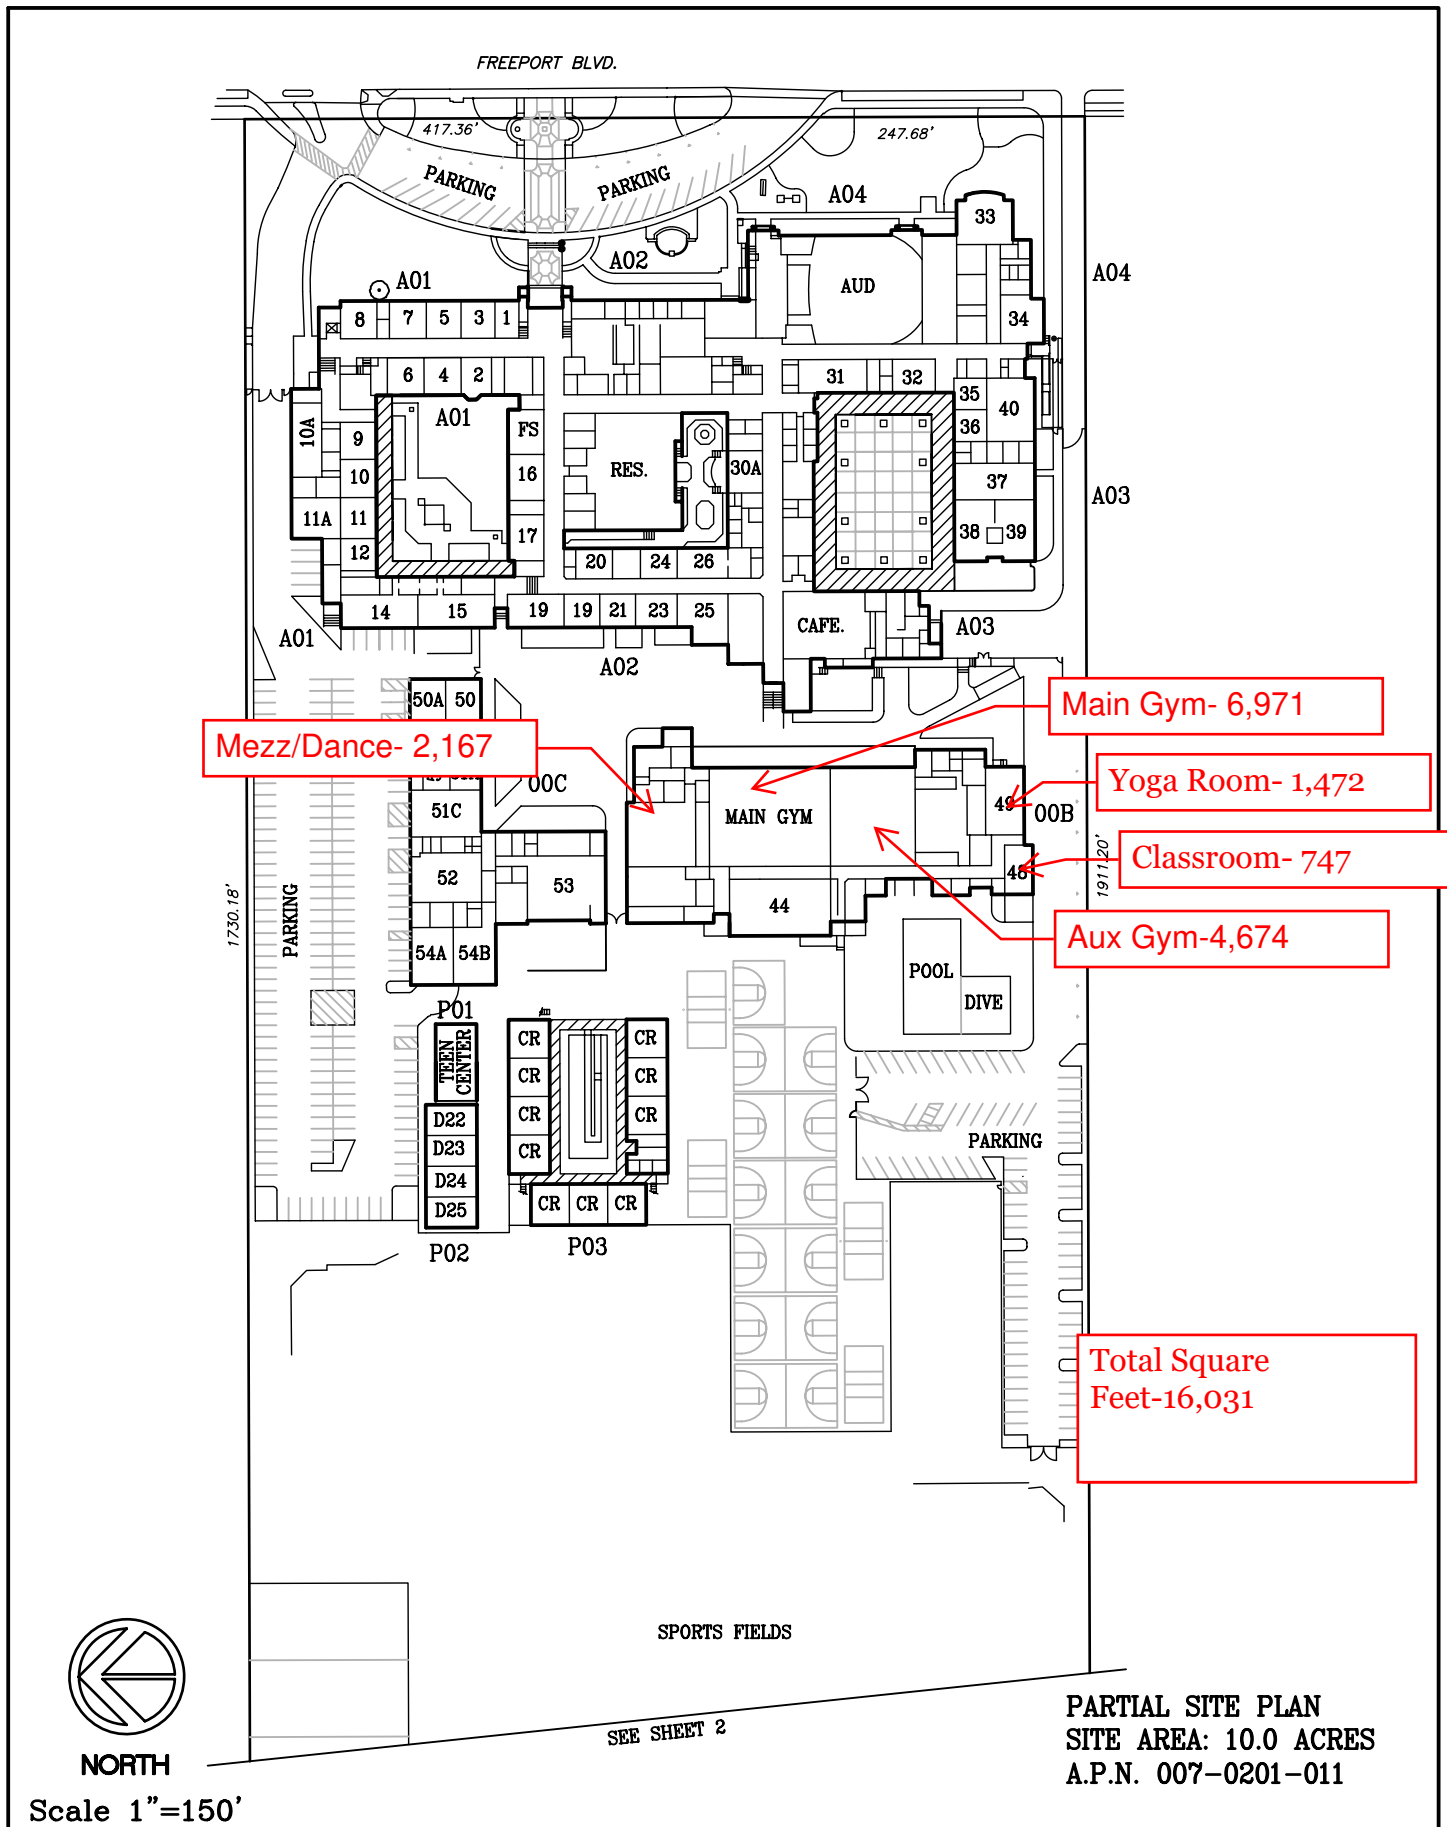 FREEPORT BLVD.
417.36'
247.68'
PARKING
PARKING
A04
33
A02
A01
A04
AUD
8
7
5
3
1
34
6
4
2
31
32
35
40
10A
A01
FS
36
9
RES.
30A
16
10
37
A03
11A
11
17
38
39
12
20
24
26
14
15
19
19
21
23
25
CAFE.
A03
A01
A02
50A
50
Main Gym- 6,971
Mezz/Dance- 2,167
Yoga Room- 1,472
00C
51C
MAIN GYM
49
00B
Classroom- 747
52
53
48
1911.20'
1730.18'
PARKING
44
Aux Gym-4,674
54A
54B
POOL
DIVE
P01
TEEN
CENTER
CR
CR
CR
CR
CR
CR
D22
D23
CR
D24
D25
CR
CR
CR
PARKING
P02
P03
Total Square
Feet-16,031
SPORTS FIELDS
SEE SHEET 2
NORTH
Scale 1"=150'
PARTIAL SITE PLAN
SITE AREA: 10.0 ACRES
A.P.N. 007-0201-011